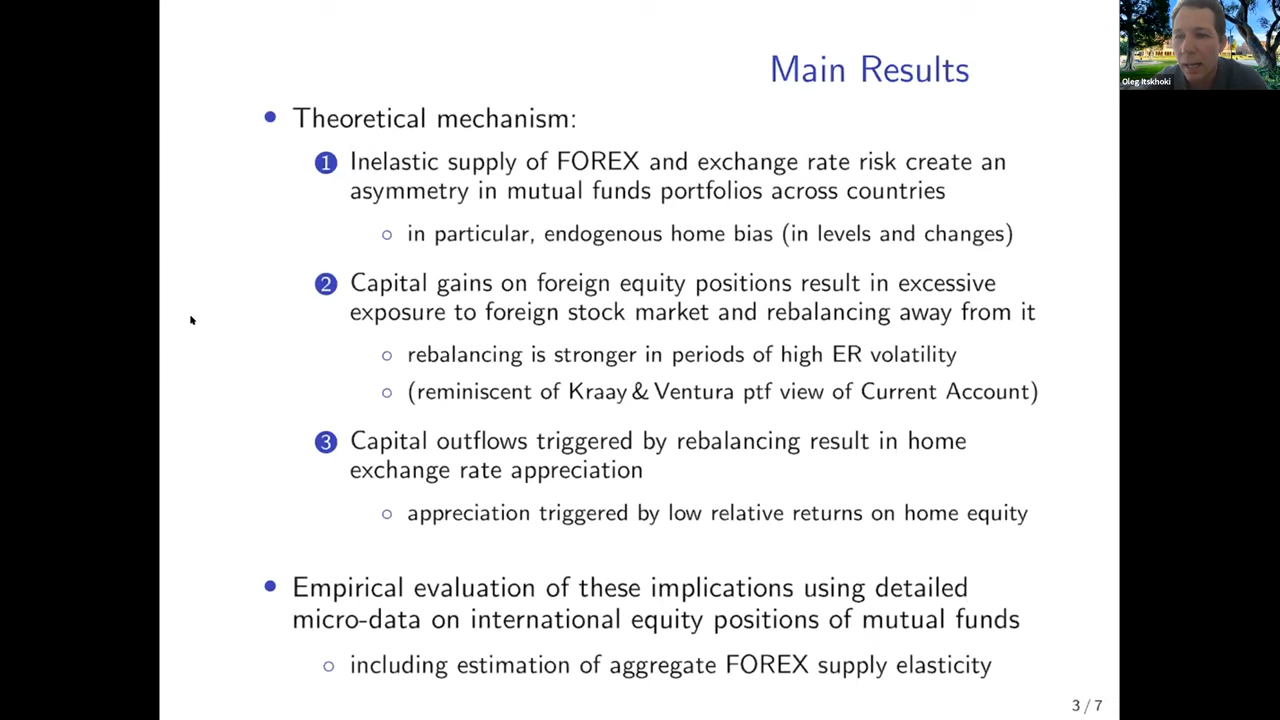 Main Results
Oleg Itskhoki
• Theoretical mechanism:
1 Inelastic supply of FOREX and exchange rate risk create an
asymmetry in mutual funds portfolios across countries
◦ in particular, endogenous home bias (in levels and changes)
2 Capital gains on foreign equity positions result in excessive
exposure to foreign stock market and rebalancing away from it
◦ rebalancing is stronger in periods of high ER volatility
◦ (reminiscent of Kraay & Ventura ptf view of Current Account)
3 Capital outflows triggered by rebalancing result in home
exchange rate appreciation
◦ appreciation triggered by low relative returns on home equity
• Empirical evaluation of these implications using detailed
micro-data on international equity positions of mutual funds
◦ including estimation of aggregate FOREX supply elasticity
3 / 7